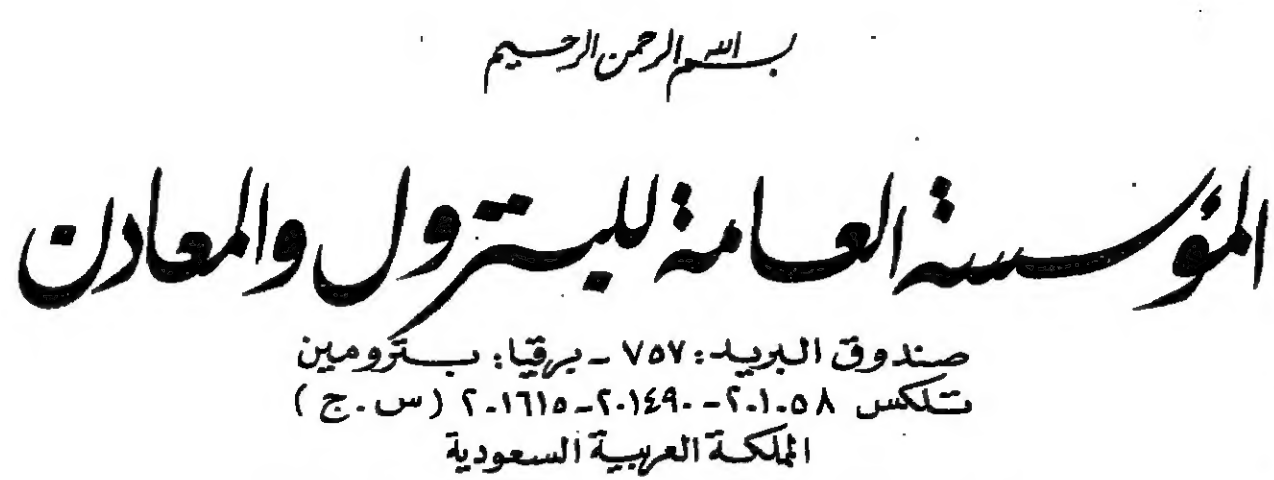 بسم الله الرحمن الرحيم
المؤسسة العامة للبترول والمعادن
صندوق البريد: ٧٥٧ - برقيا: بترومين
تلكس ٢٠١٠٥٨ - ٢٠١٤٩٠ - ٢٠١٦١٥ (س.ج)
المملكة العربية السعودية